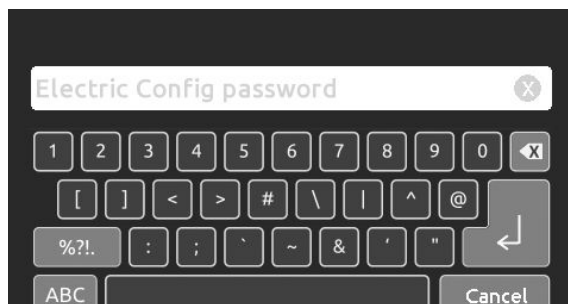 Electric Config password
1 2 3 4 5 6 7 8 9 0
[ ] < > # \ | ^ @
%?!. : ; ` ~ & ' "
ABC Cancel